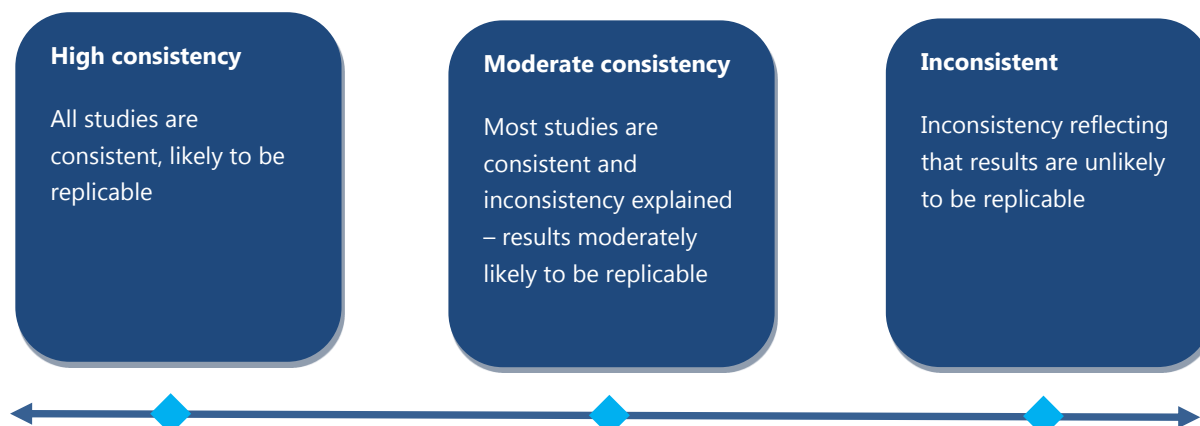 High consistency
All studies are
consistent, likely to be
replicable
Moderate consistency
Most studies are
consistent and
inconsistency explained
– results moderately
likely to be replicable
Inconsistent
Inconsistency reflecting
that results are unlikely
to be replicable